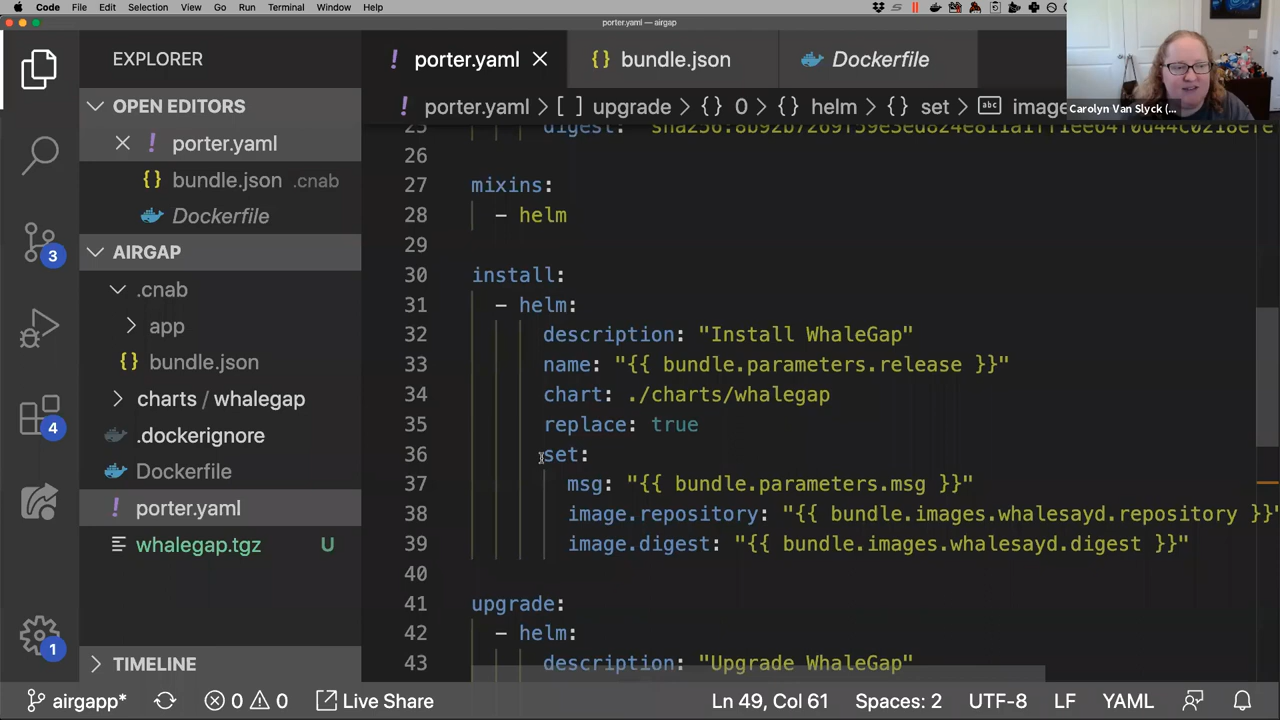 Code File Edit Selection View Go Run Terminal Window Help
porter.yaml — airgap
EXPLORER
OPEN EDITORS
porter.yaml
bundle.json .cnab
Dockerfile
AIRGAP
.cnab
app
bundle.json
charts / whalegap
.dockerignore
Dockerfile
porter.yaml
whalegap.tgz U
TIMELINE
3
4
1
porter.yaml bundle.json Dockerfile
porter.yaml > [ ] upgrade > {} 0 > {} helm > {} set > abc
Carolyn Van Slyck (...
25 digest:
26
27 mixins:
28 - helm
29
30 install:
31 - helm:
32 description: "Install WhaleGap"
33 name: "{{ bundle.parameters.release }}"
34 chart: ./charts/whalegap
35 replace: true
36 set:
37 msg: "{{ bundle.parameters.msg }}"
38 image.repository: "{{ bundle.images.whalesayd.repository }}"
39 image.digest: "{{ bundle.images.whalesayd.digest }}"
40
41 upgrade:
42 - helm:
43 description: "Upgrade WhaleGap"
airgapp* 0 0 Live Share Ln 49, Col 61 Spaces: 2 UTF-8 LF YAML